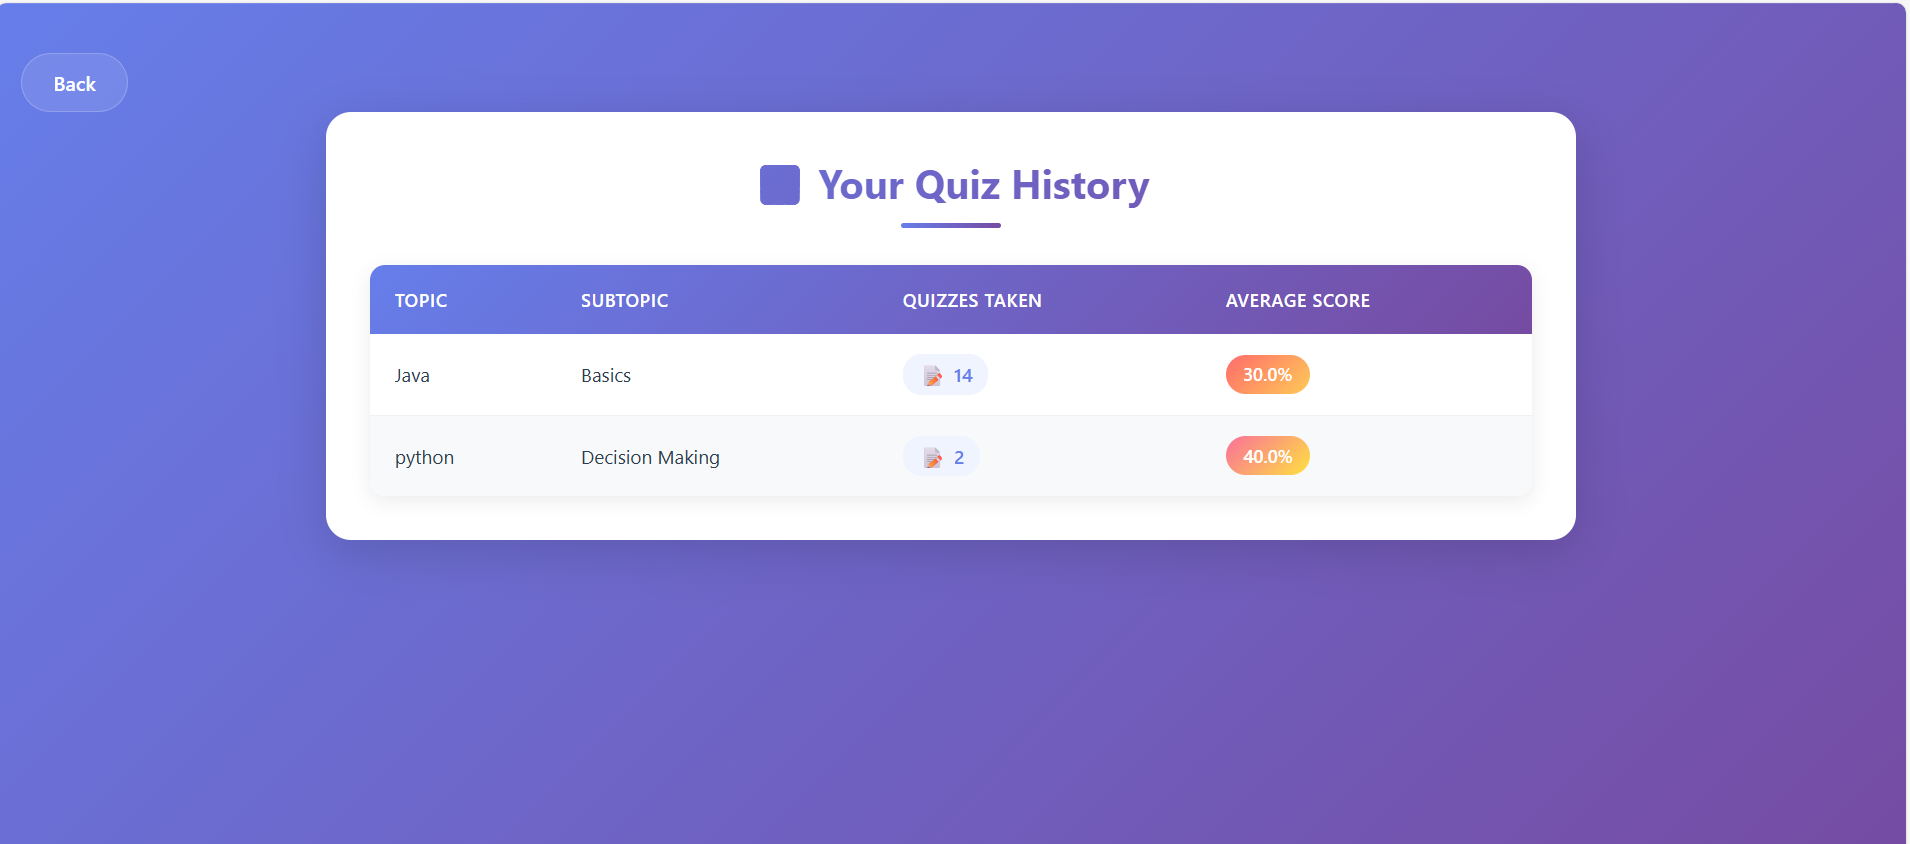 Back
Your Quiz History
TOPIC SUBTOPIC QUIZZES TAKEN AVERAGE SCORE
Java Basics 14 30.0%
python Decision Making 2 40.0%